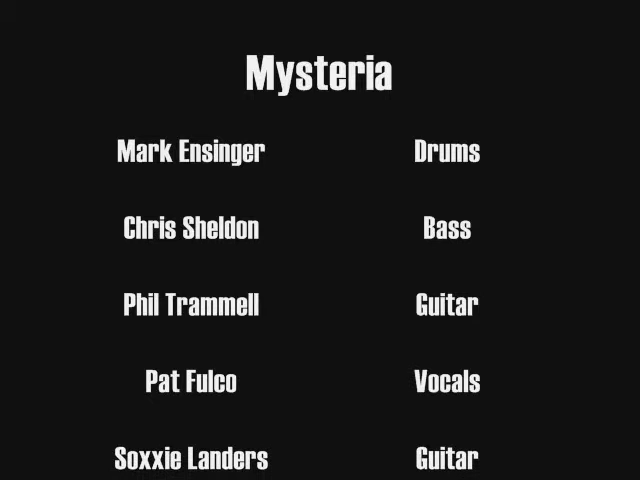 Mysteria
Mark Ensinger Drums
Chris Sheldon Bass
Phil Trammell Guitar
Pat Fulco Vocals
Soxxie Landers Guitar